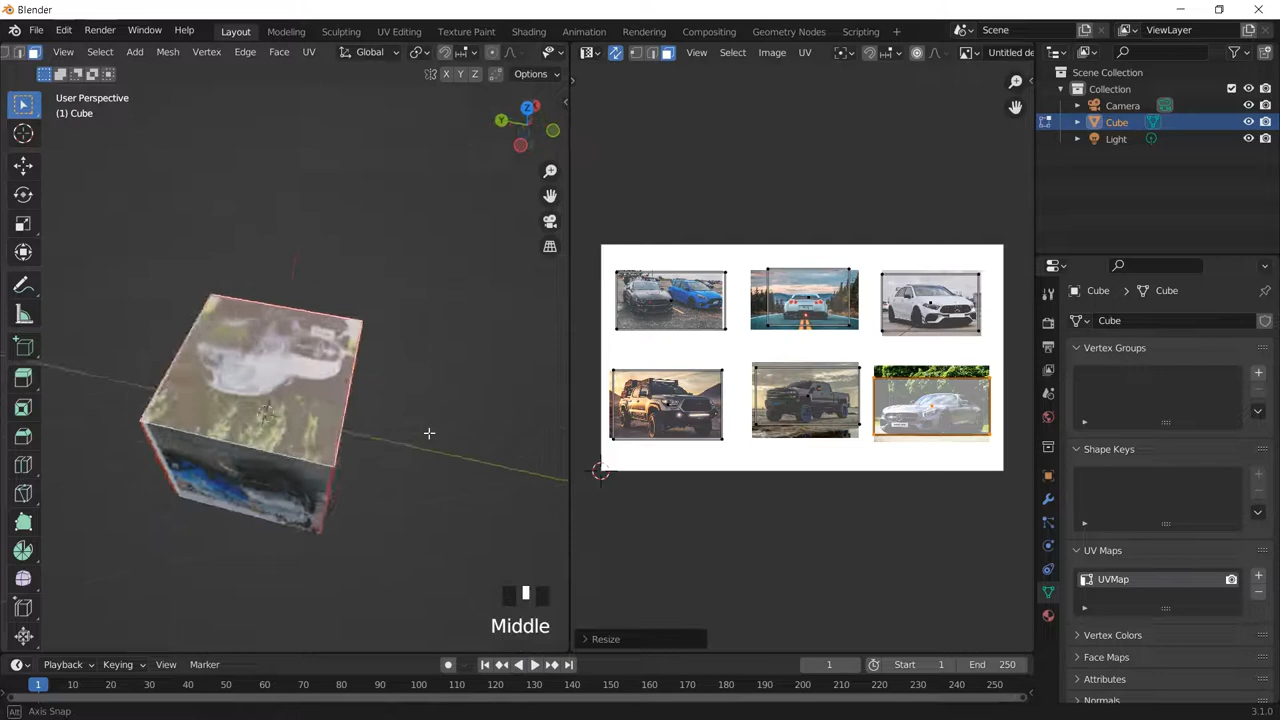 Blender
File Edit Render Window Help Layout Modeling Sculpting UV Editing Texture Paint Shading Animation Rendering Compositing Geometry Nodes Scripting + Scene ViewLayer
View Select Add Mesh Vertex Edge Face UV Global View Select Image UV Untitled de
X Y Z Options
User Perspective
(1) Cube
Scene Collection
Collection
Camera
Cube
Light
Cube Cube
Cube
Vertex Groups
Shape Keys
UV Maps
UVMap
Vertex Colors
Face Maps
Attributes
Normals
Middle
Resize
Playback Keying View Marker 1 Start 1 End 250
1 10 20 30 40 50 60 70 80 90 100 110 120 130 140 150 160 170 180 190 200 210 220 230 240 250
Alt Axis Snap 3.1.0